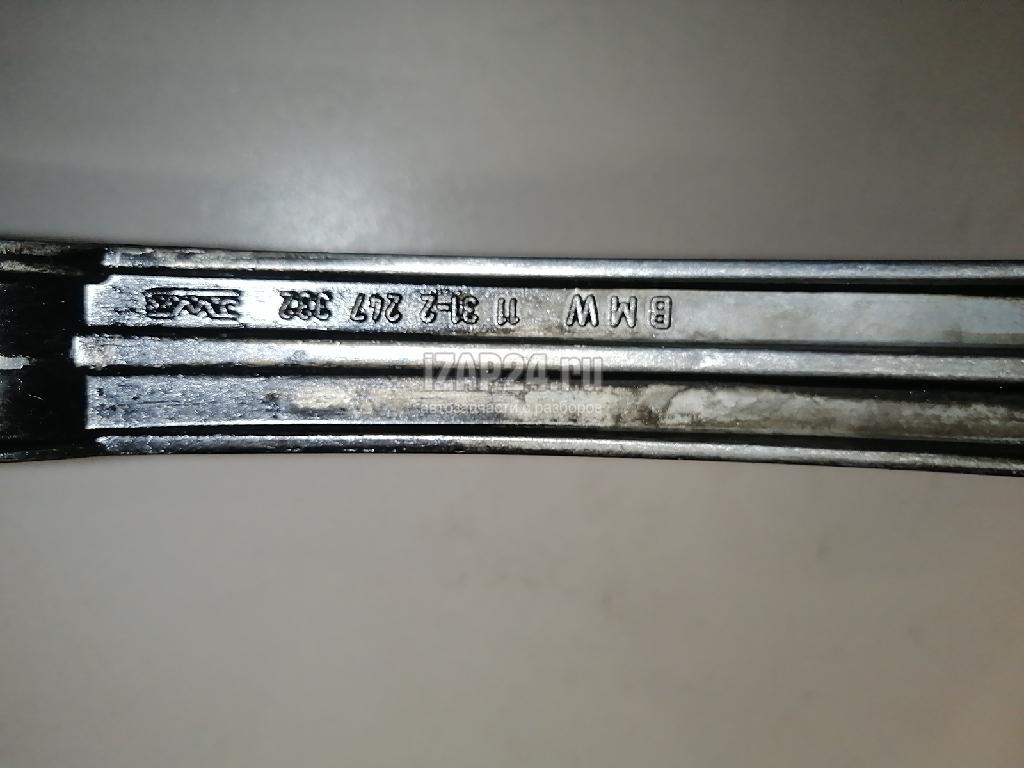 BMW 11 31-2 247 382
iZAP24.ru
автозапчасти с разборов